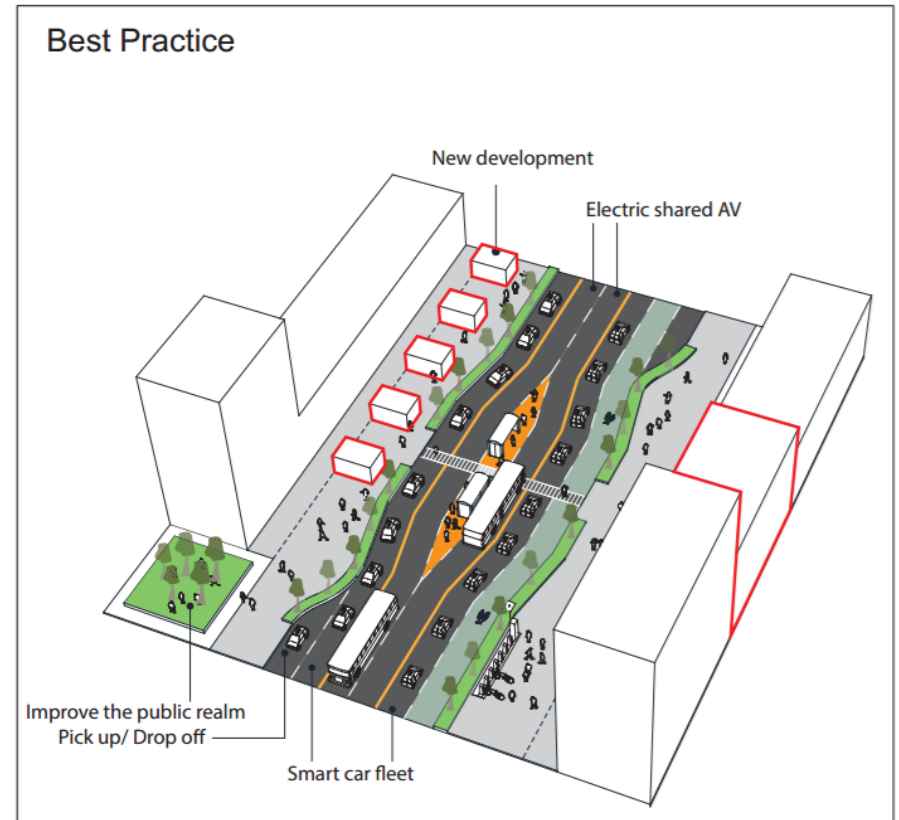 Best Practice
New development
Electric shared AV
Improve the public realm
Pick up/ Drop off
Smart car fleet